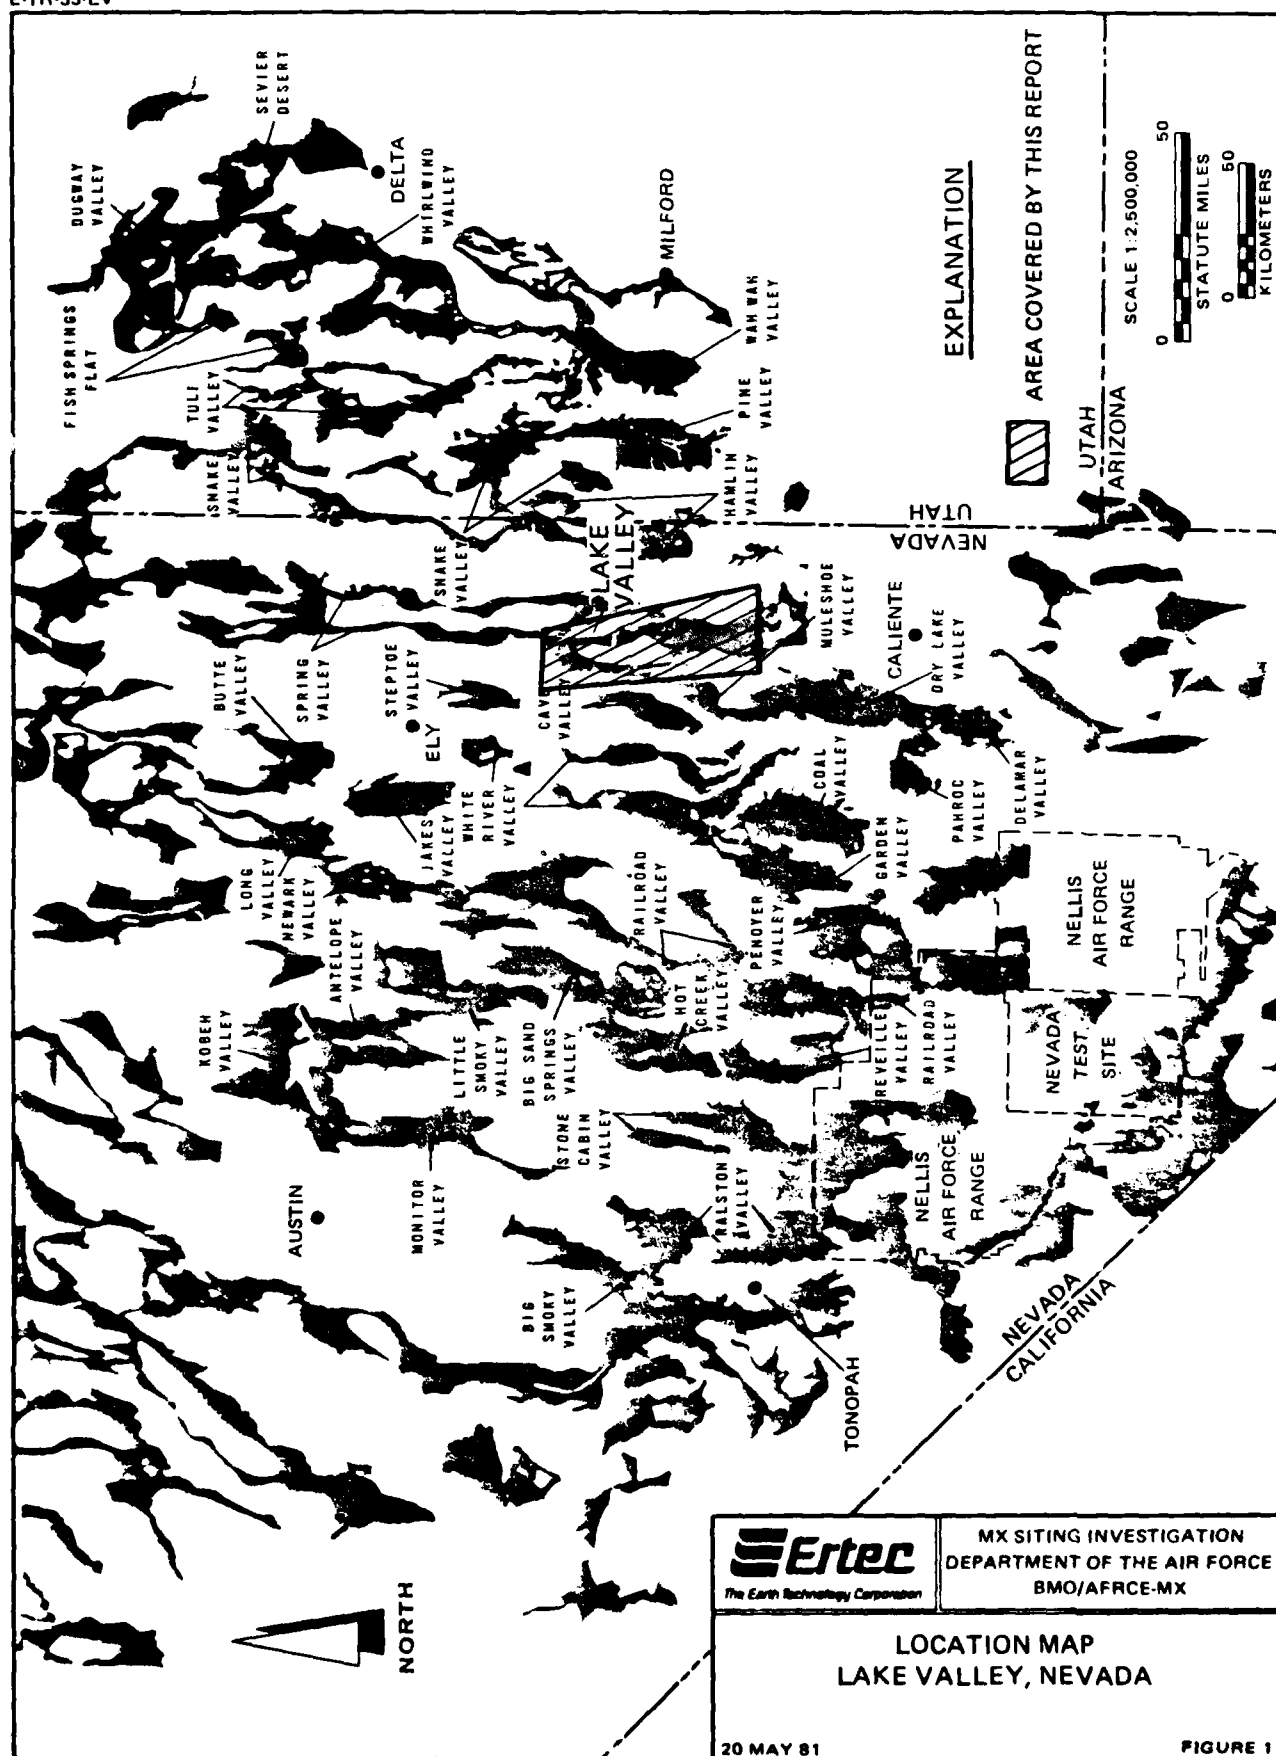 SEVIER
DESERT
DUGWAY
VALLEY
DELTA
WHIRLWIND
VALLEY
FISH SPRINGS
FLAT
MILFORD
TULE
VALLEY
WAH WAH
VALLEY
SNAKE
VALLEY
PINE
VALLEY
HAMLIN
VALLEY
EXPLANATION
AREA COVERED BY THIS REPORT
SCALE 1:2,500,000
0
50
STATUTE MILES
0
50
KILOMETERS
UTAH
ARIZONA
NEVADA
UTAH
SNAKE
VALLEY
LAKE
VALLEY
BUTTE
VALLEY
SPRING
VALLEY
STEPTOE
VALLEY
ELY
CAVE
VALLEY
MULESHOE
VALLEY
CALIENTE
DRY LAKE
VALLEY
WHITE
RIVER
VALLEY
JAKES
VALLEY
COAL
VALLEY
GARDEN
VALLEY
PAHROC
VALLEY
DELAMAR
VALLEY
LONG
VALLEY
NEWARK
VALLEY
ANTELOPE
VALLEY
RAILROAD
VALLEY
PENOYER
VALLEY
NELLIS
AIR FORCE
RANGE
KOBEH
VALLEY
LITTLE
SMOKY
VALLEY
BIG SAND
SPRINGS
VALLEY
HOT
CREEK
VALLEY
REVEILLE
VALLEY
RAILROAD
VALLEY
NEVADA
TEST
SITE
STONE
CABIN
VALLEY
AUSTIN
MONITOR
VALLEY
RALSTON
VALLEY
NELLIS
AIR FORCE
RANGE
BIG
SMOKY
VALLEY
TONOPAH
NEVADA
CALIFORNIA
NORTH
Ertec
The Earth Technology Corporation
MX SITING INVESTIGATION
DEPARTMENT OF THE AIR FORCE
BMO/AFRCE-MX
LOCATION MAP
LAKE VALLEY, NEVADA
20 MAY 81
FIGURE 1